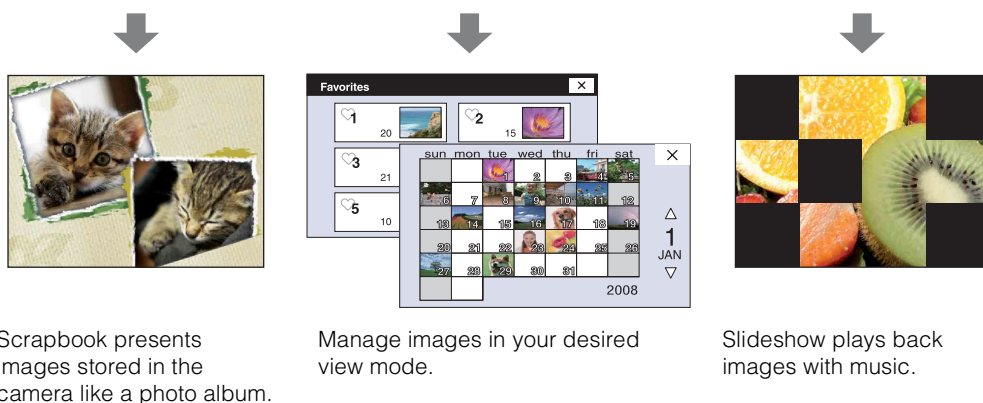 Favorites
1
20
2
15
3
21
5
10
sun mon tue wed thu fri sat
1 2 3 4 5
6 7 8 9 10 11 12
13 14 15 16 17 18 19
20 21 22 23 24 25 26
27 28 29 30 31
1
JAN
2008
Scrapbook presents
images stored in the
camera like a photo album.
Manage images in your desired
view mode.
Slideshow plays back
images with music.